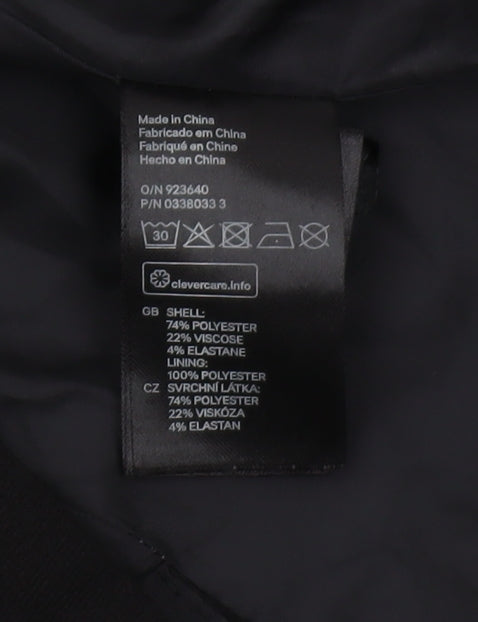 Made in China
Fabricado em China
Fabriqué en Chine
Hecho en China
O/N 923640
P/N 0338033 3
30
clevercare.info
GB SHELL:
74% POLYESTER
22% VISCOSE
4% ELASTANE
LINING:
100% POLYESTER
CZ SVRCHNÍ LÁTKA:
74% POLYESTER
22% VISKÓZA
4% ELASTAN